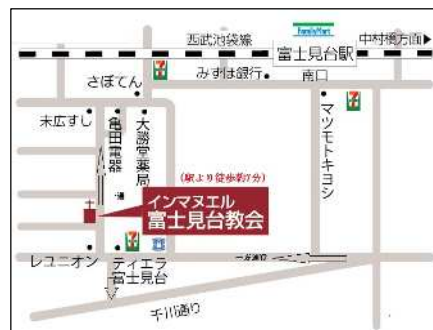 FamilyMart
西武池袋線
富士見台駅
中村橋方面▶
さぼてん
みずほ銀行
南口
末広すし
亀田電器
大勝堂薬局
マツモトキヨシ
(駅より徒歩約7分)
インマヌエル
富士見台教会
レユニオン
ティエラ
富士見台
千川通り